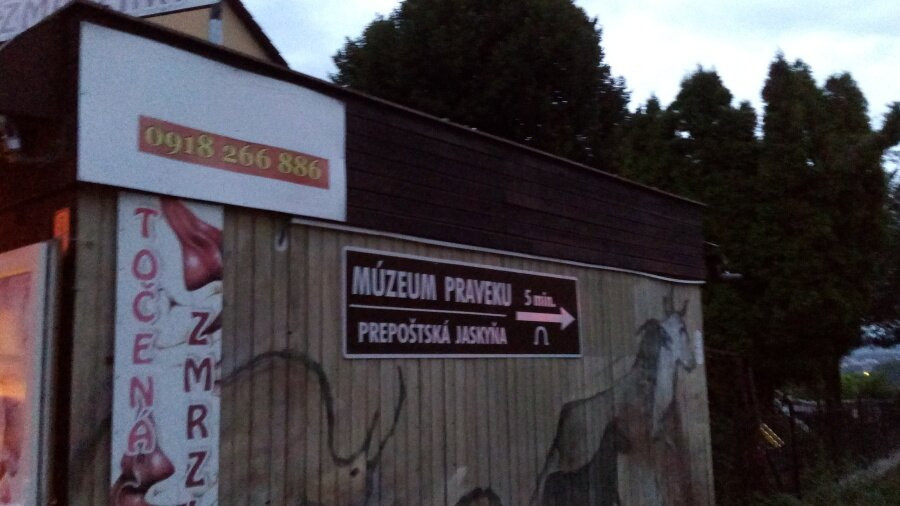 0918 266 886
TOČENÁ
ZMRZ
MÚZEUM PRAVEKU
5 min.
PREPOŠTSKÁ JASKYŇA